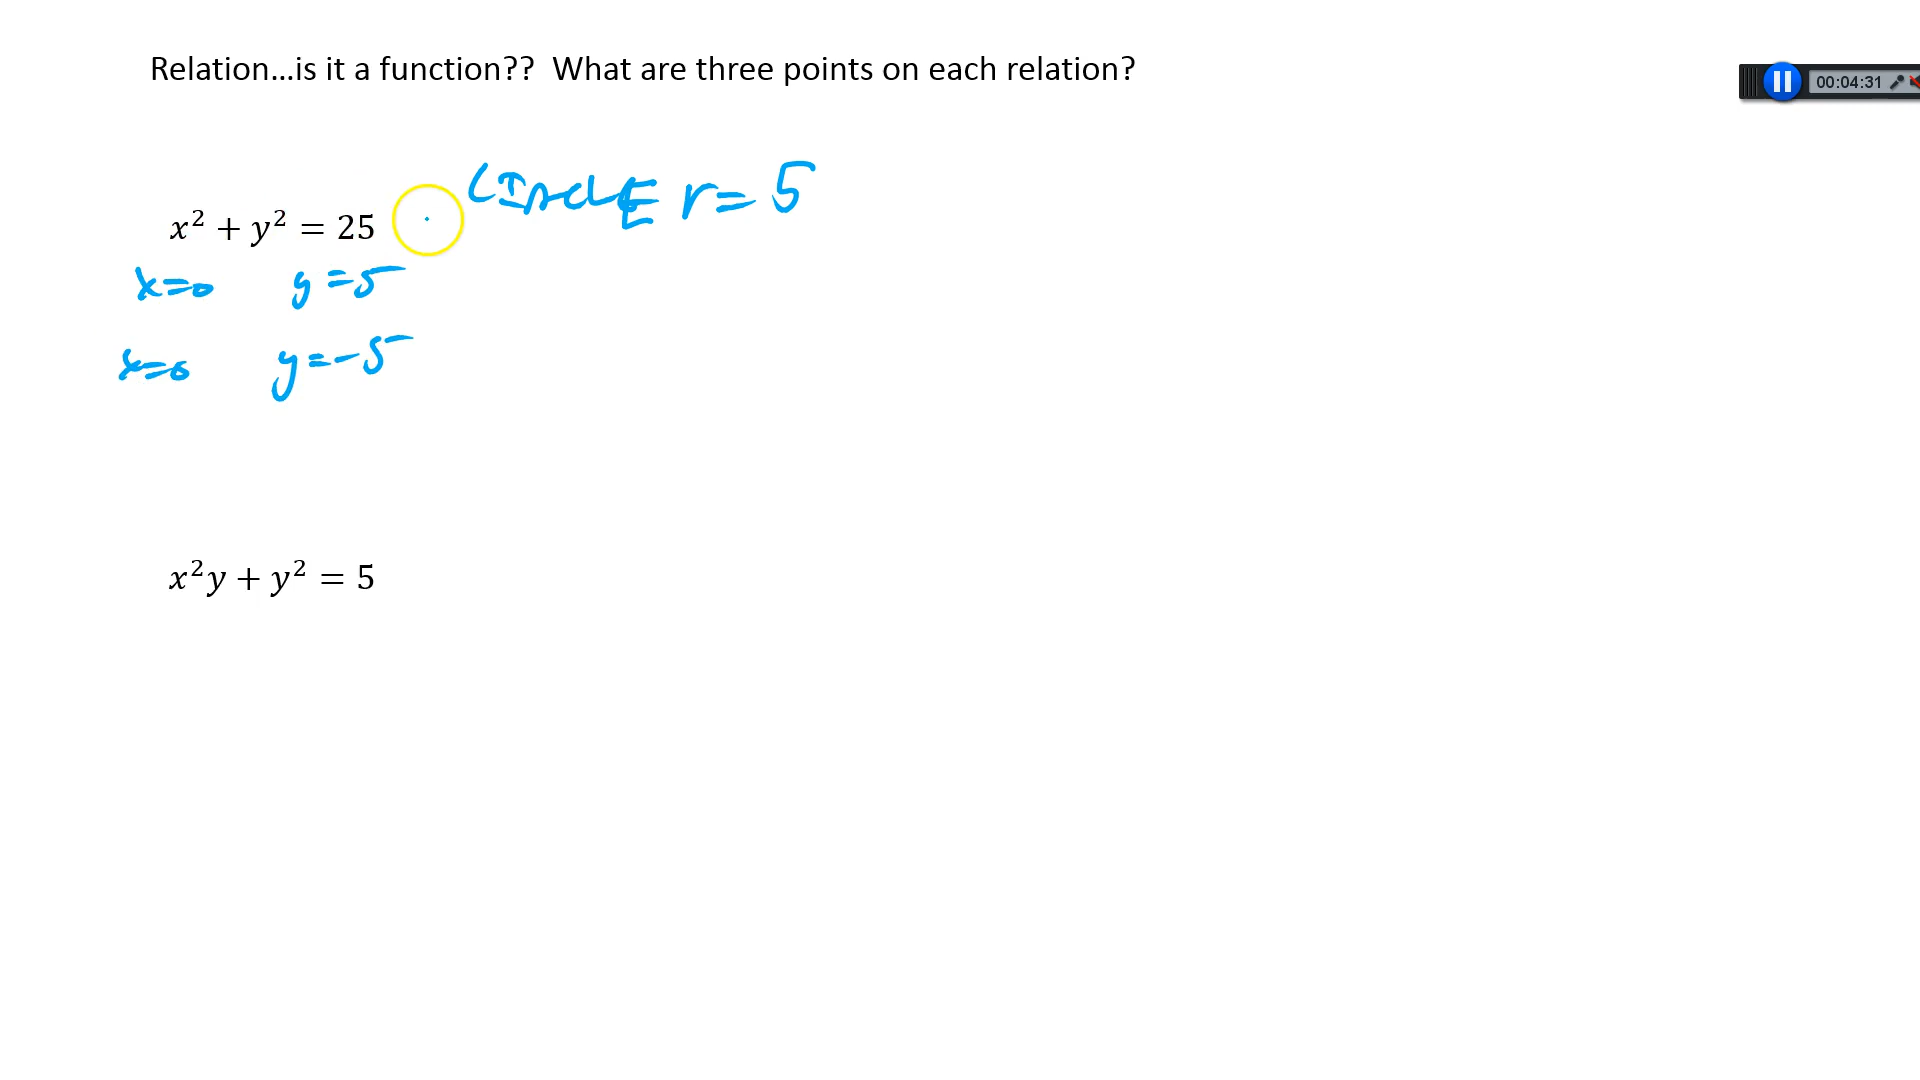 Relation...is it a function??  What are three points on each relation?
00:04:31
CIrclE r = 5
x² + y² = 25
x=0 y=5
x=0 y=-5
x²y + y² = 5